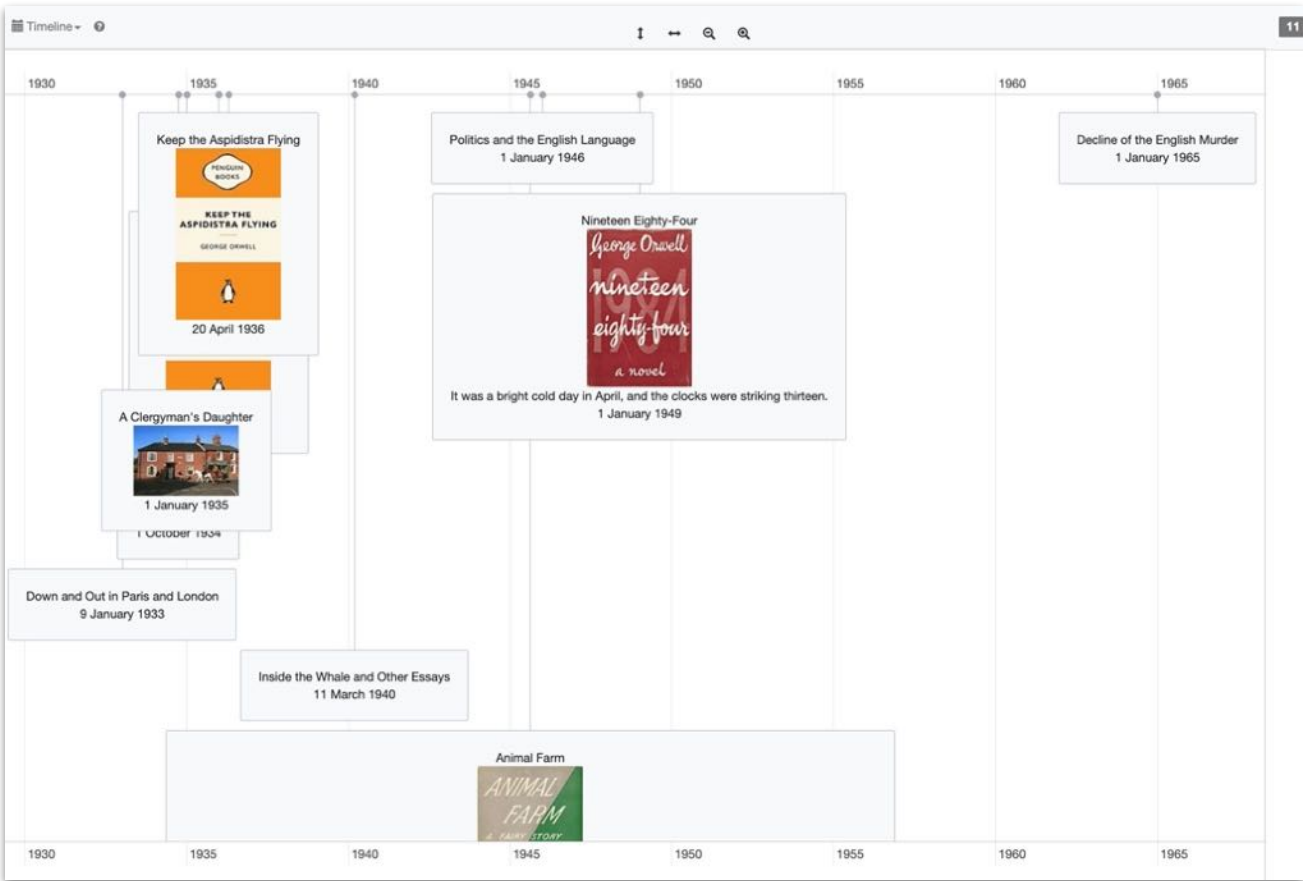 Timeline
11
1930 1935 1940 1945 1950 1955 1960 1965
Keep the Aspidistra Flying
PENGUIN
BOOKS
KEEP THE
ASPIDISTRA FLYING
GEORGE ORWELL
20 April 1936
Politics and the English Language
1 January 1946
Decline of the English Murder
1 January 1965
Nineteen Eighty-Four
George Orwell
1984
nineteen
eighty-four
a novel
It was a bright cold day in April, and the clocks were striking thirteen.
1 January 1949
A Clergyman's Daughter
1 January 1935
1 October 1934
Down and Out in Paris and London
9 January 1933
Inside the Whale and Other Essays
11 March 1940
Animal Farm
ANIMAL
FARM
A FAIRY STORY
1930 1935 1940 1945 1950 1955 1960 1965